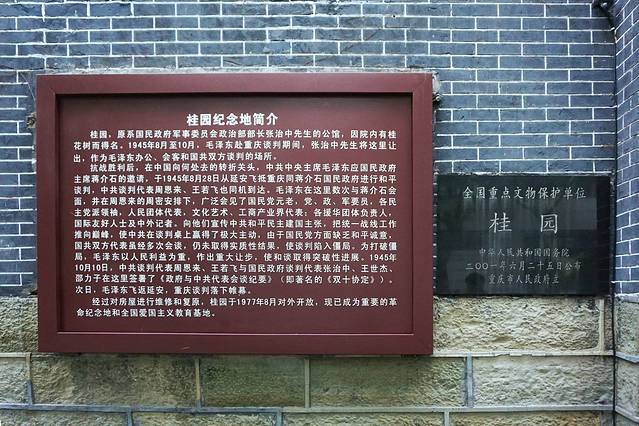 桂园纪念地简介
桂园，原系国民政府军事委员会政治部部长张治中先生的公馆，因院内有桂
花树而得名。1945年8月至10月，毛泽东赴重庆谈判期间，张治中先生将这里让
出，作为毛泽东办公、会客和国共双方谈判的场所。
抗战胜利后，在中国向何处去的转折关头，中共中央主席毛泽东应国民政府
主席蒋介石的邀请，于1945年8月28日从延安飞抵重庆同蒋介石国民政府进行和平
谈判，中共谈判代表周恩来、王若飞也同机到达。毛泽东在这里数次与蒋介石会
面，并在周恩来的周密安排下，广泛会见了国民党元老，党、政、军要员，各民
主党派领袖，人民团体代表，文化艺术、工商产业界代表；各援华团体负责人，
国际友好人士及中外记者。向他们宣传中共和平民主建国主张，把统一战线工作
推向巅峰，使中共在谈判桌上赢得了极大主动，由于国民党方面缺乏和平诚意，
国共双方代表虽经多次会谈，仍未取得实质性结果，使谈判陷入僵局。为打破僵
局，毛泽东以人民利益为重，作出重大让步，使和谈取得突破性进展。1945年
10月10日，中共谈判代表周恩来、王若飞与国民政府谈判代表张治中、王世杰、
邵力子在这里签署了《政府与中共代表会谈纪要》（即著名的《双十协定》）。
次日，毛泽东飞返延安，重庆谈判落下帷幕。
经过对房屋进行维修和复原，桂园于1977年8月对外开放，现已成为重要的革
命纪念地和全国爱国主义教育基地。
全国重点文物保护单位
桂园
中华人民共和国国务院
二〇〇一年六月二十五日公布
重庆市人民政府立